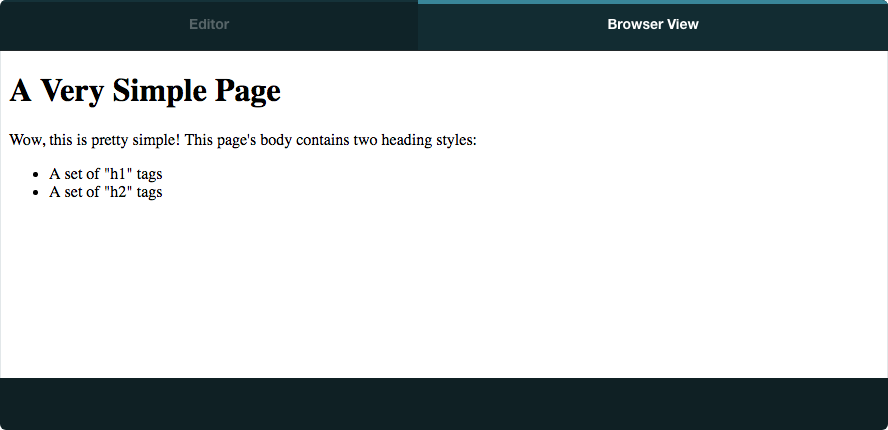 Editor
Browser View
A Very Simple Page
Wow, this is pretty simple! This page's body contains two heading styles:
• A set of "h1" tags
• A set of "h2" tags